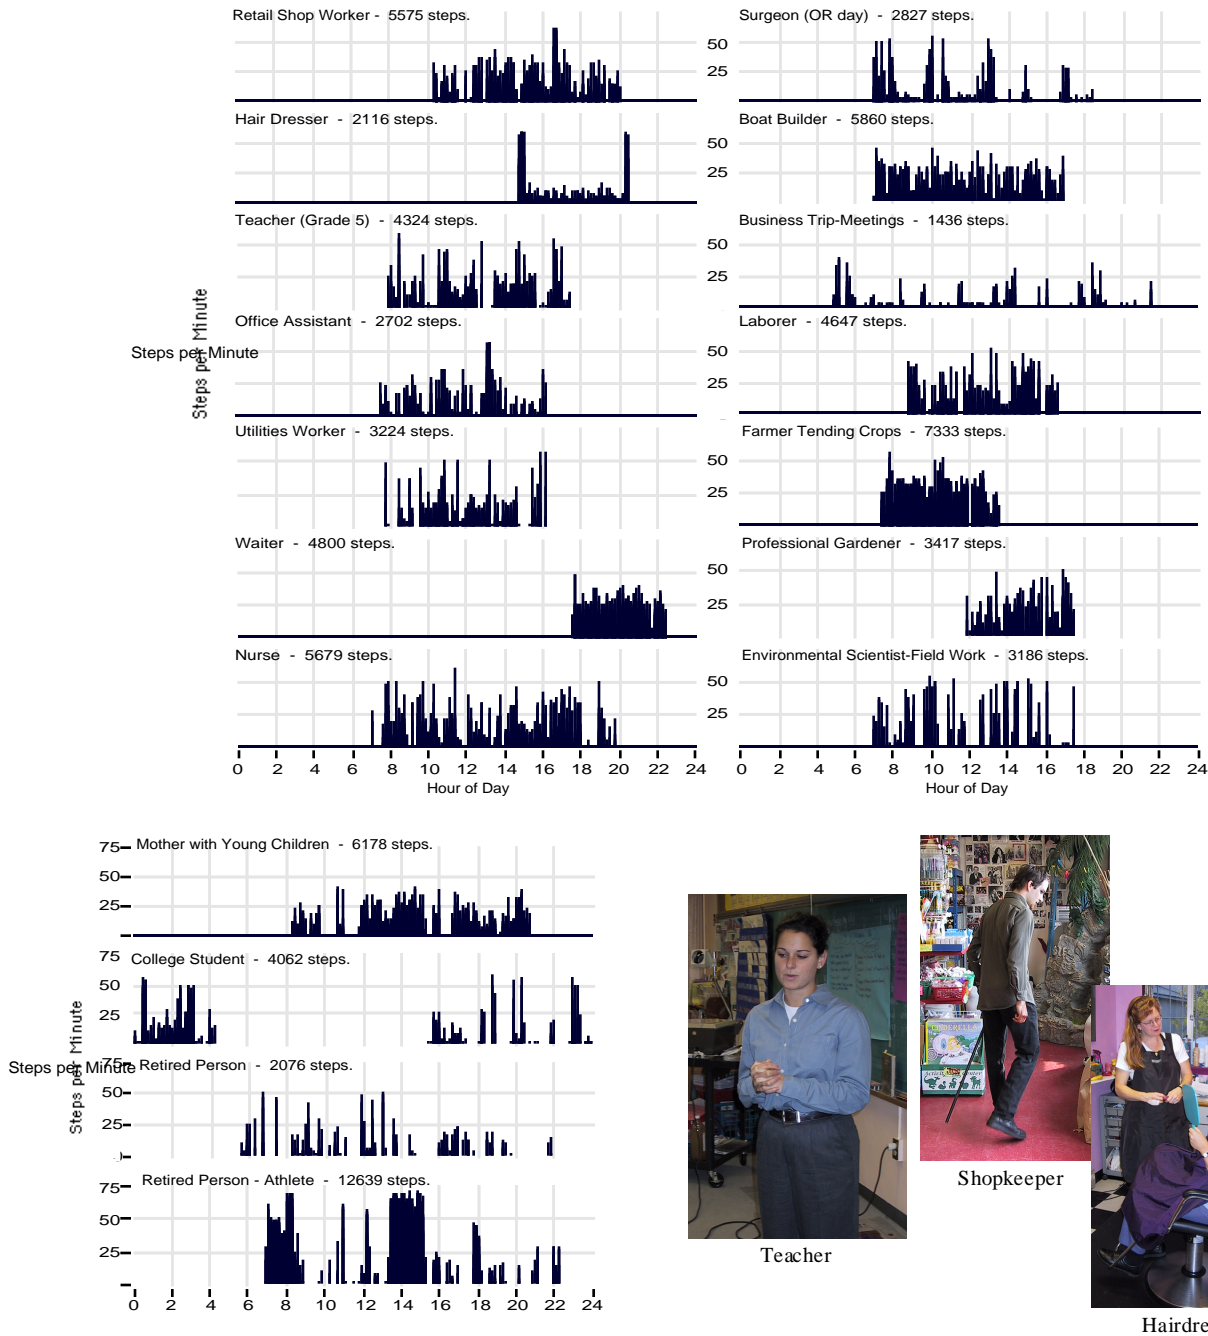 Retail Shop Worker - 5575 steps.
Surgeon (OR day) - 2827 steps.
50
25
Hair Dresser - 2116 steps.
Boat Builder - 5860 steps.
50
25
Teacher (Grade 5) - 4324 steps.
Business Trip-Meetings - 1436 steps.
50
25
Steps per Minute
Steps per Minute
Office Assistant - 2702 steps.
Laborer - 4647 steps.
50
25
Utilities Worker - 3224 steps.
Farmer Tending Crops - 7333 steps.
50
25
Waiter - 4800 steps.
Professional Gardener - 3417 steps.
50
25
Nurse - 5679 steps.
Environmental Scientist-Field Work - 3186 steps.
50
25
0 2 4 6 8 10 12 14 16 18 20 22 24
0 2 4 6 8 10 12 14 16 18 20 22 24
Hour of Day
Hour of Day
Mother with Young Children - 6178 steps.
75
50
25
College Student - 4062 steps.
75
50
25
Steps per Minute
Steps per Minute
Retired Person - 2076 steps.
75
50
25
Retired Person - Athlete - 12639 steps.
75
50
25
0 2 4 6 8 10 12 14 16 18 20 22 24
CINDERELLA
Teacher
Shopkeeper
Hairdre